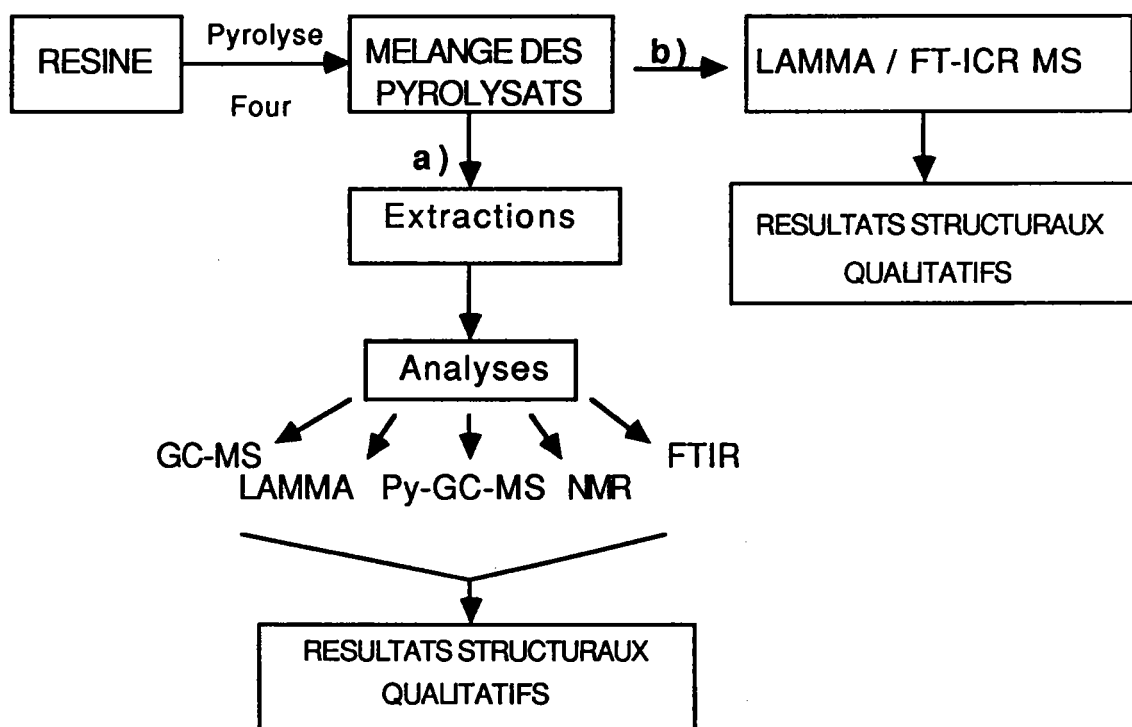 RESINE
Pyrolyse
Four
MELANGE DES
PYROLYSATS
b)
LAMMA / FT-ICR MS
RESULTATS STRUCTURAUX
QUALITATIFS
a)
Extractions
Analyses
GC-MS
LAMMA
Py-GC-MS
NMR
FTIR
RESULTATS STRUCTURAUX
QUALITATIFS